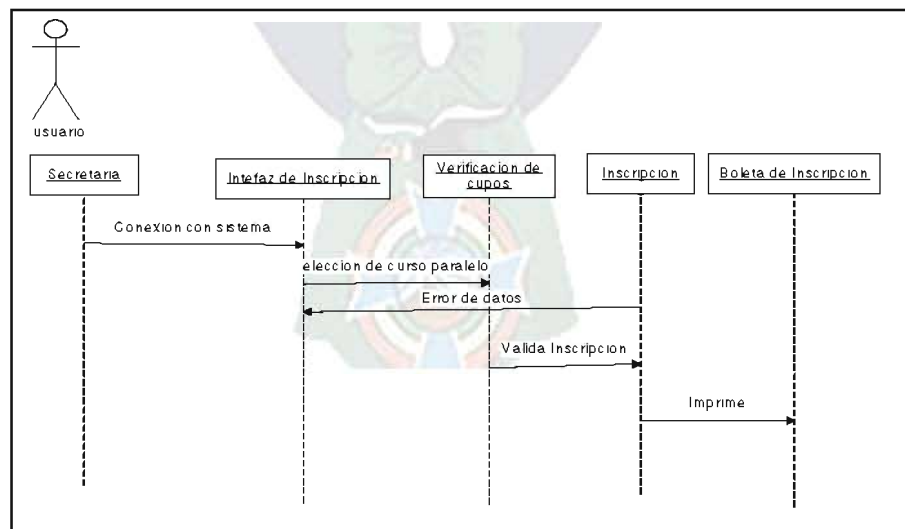 usuario
Secretaria
Intefaz de Inscripcion
Verificacion de
cupos
Inscripcion
Boleta de Inscripcion
Conexion con sistema
eleccion de curso paralelo
Error de datos
Valida Inscripcion
Imprime